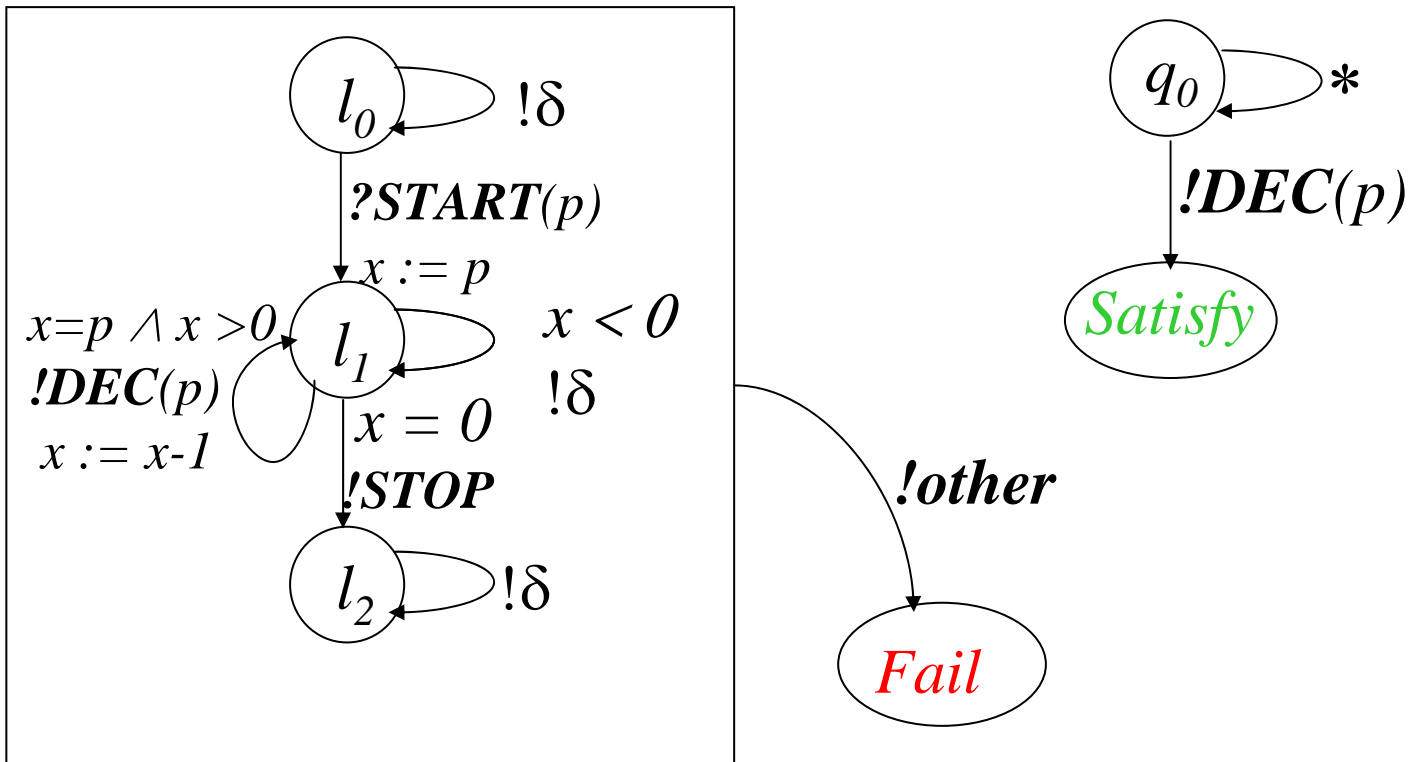 l0
!δ
?START(p)
x := p
x=p ∧ x >0
!DEC(p)
x := x-1
l1
x < 0
!δ
x = 0
!STOP
l2
!δ
q0
*
!DEC(p)
Satisfy
!other
Fail